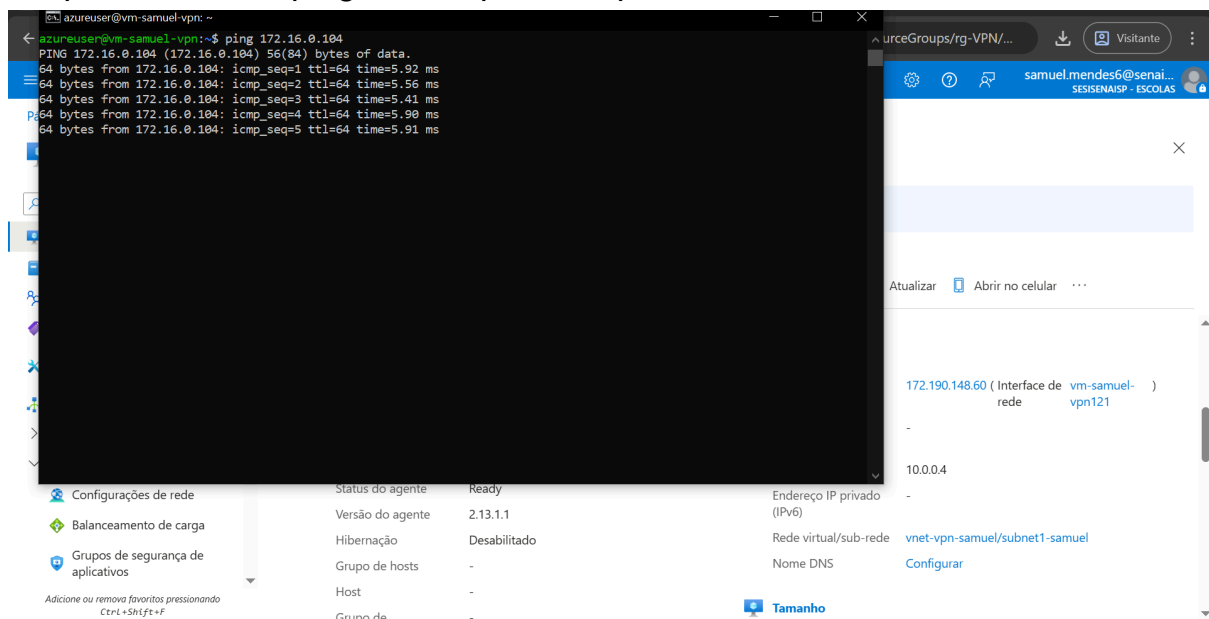 azureuser@vm-samuel-vpn: ~
azureuser@vm-samuel-vpn:~$ ping 172.16.0.104
PING 172.16.0.104 (172.16.0.104) 56(84) bytes of data.
64 bytes from 172.16.0.104: icmp_seq=1 ttl=64 time=5.92 ms
64 bytes from 172.16.0.104: icmp_seq=2 ttl=64 time=5.56 ms
64 bytes from 172.16.0.104: icmp_seq=3 ttl=64 time=5.41 ms
64 bytes from 172.16.0.104: icmp_seq=4 ttl=64 time=5.90 ms
64 bytes from 172.16.0.104: icmp_seq=5 ttl=64 time=5.91 ms
urceGroups/rg-VPN/...
Visitante
samuel.mendes6@senai...
SESISENAISP - ESCOLAS
Atualizar
Abrir no celular
172.190.148.60 ( Interface de rede vm-samuel-vpn121 )
-
10.0.0.4
Configurações de rede
Balanceamento de carga
Grupos de segurança de
aplicativos
Adicione ou remova favoritos pressionando
Ctrl+Shift+F
Status do agente Ready
Versão do agente 2.13.1.1
Hibernação Desabilitado
Grupo de hosts -
Host -
Grupo de -
Endereço IP privado -
(IPv6)
Rede virtual/sub-rede vnet-vpn-samuel/subnet1-samuel
Nome DNS Configurar
Tamanho